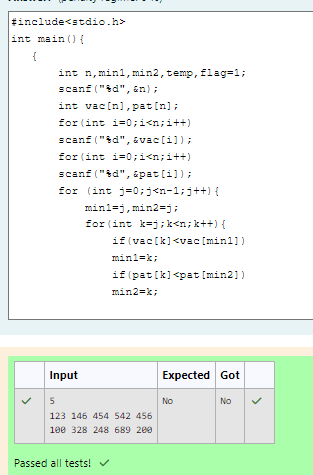 #include<stdio.h>
int main(){
{
int n,min1,min2,temp,flag=1;
scanf("%d",&n);
int vac[n],pat[n];
for(int i=0;i<n;i++)
scanf("%d",&vac[i]);
for(int i=0;i<n;i++)
scanf("%d",&pat[i]);
for (int j=0;j<n-1;j++){
min1=j,min2=j;
for(int k=j;k<n;k++){
if(vac[k]<vac[min1])
min1=k;
if(pat[k]<pat[min2])
min2=k;
Input Expected Got
5 No No
123 146 454 542 456
100 328 248 689 200
Passed all tests!